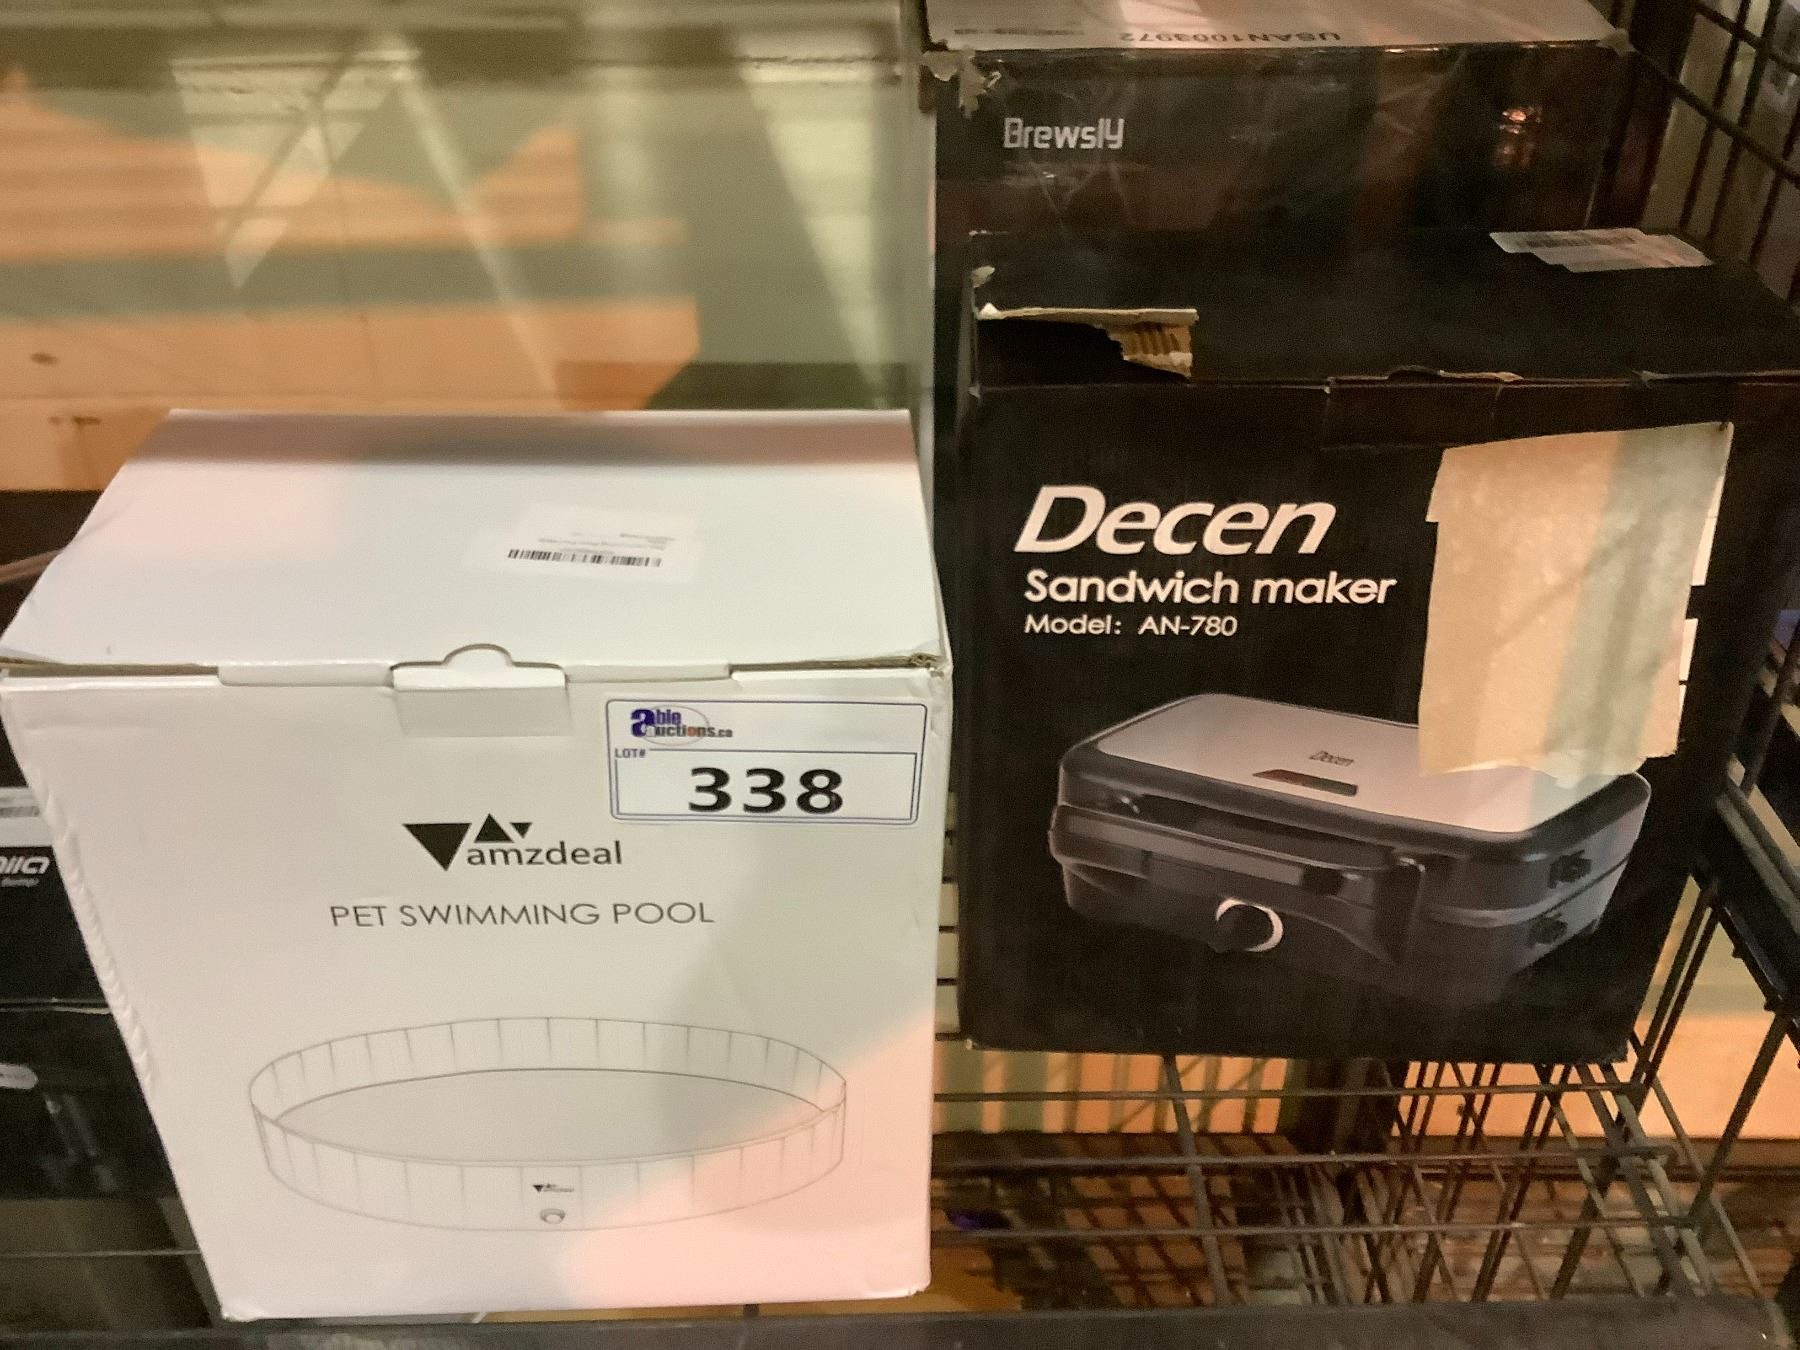 USAN1003972
Brewsly
Decen
Sandwich maker
Model: AN-780
Decen
able auctions.ca
LOT#
338
amzdeal
PET SWIMMING POOL